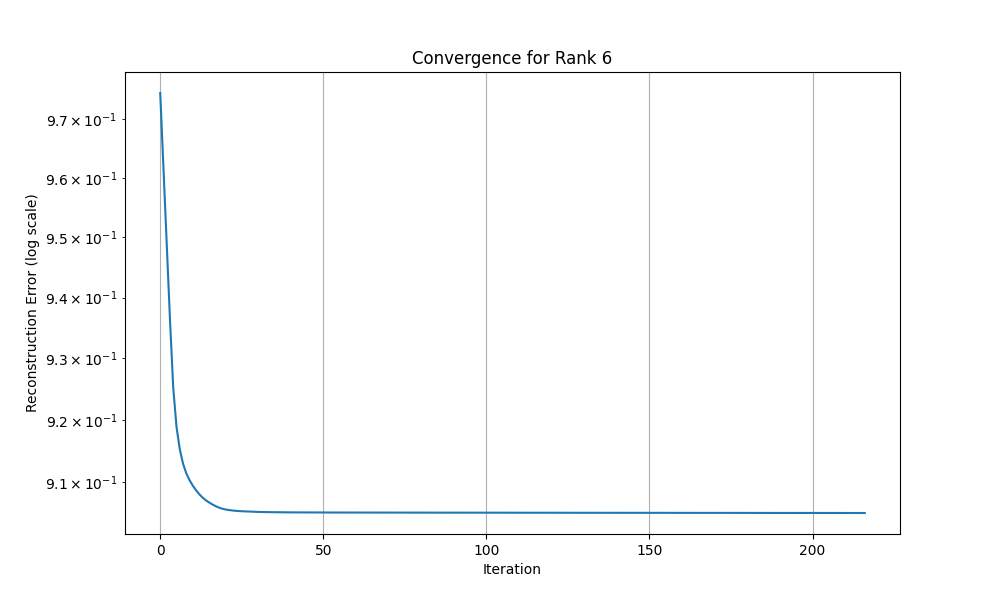 Convergence for Rank 6
Reconstruction Error (log scale)
9.7 × 10⁻¹
9.6 × 10⁻¹
9.5 × 10⁻¹
9.4 × 10⁻¹
9.3 × 10⁻¹
9.2 × 10⁻¹
9.1 × 10⁻¹
0 50 100 150 200
Iteration